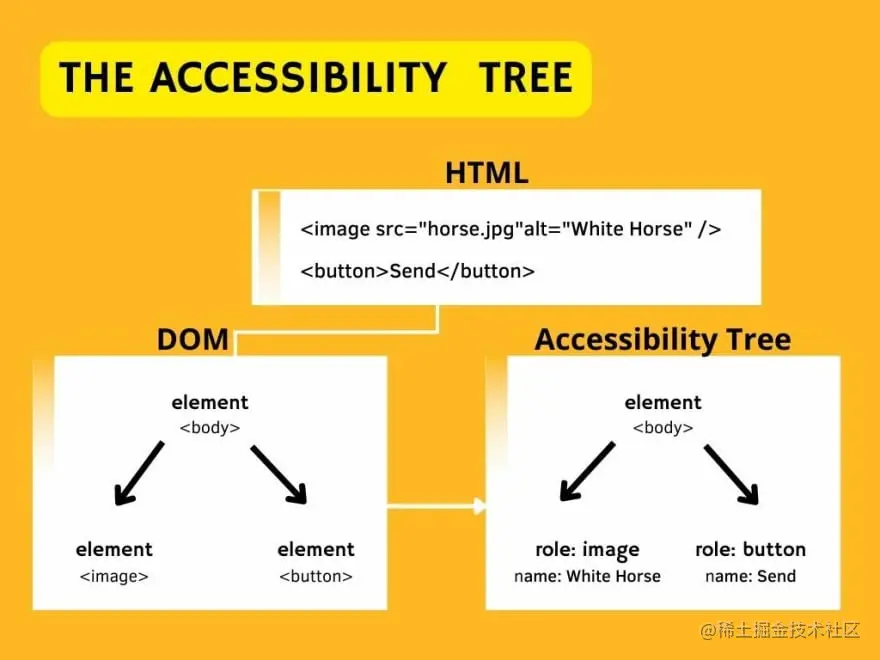 THE ACCESSIBILITY TREE
HTML
<image src="horse.jpg"alt="White Horse" />
<button>Send</button>
DOM
element
<body>
element
<image>
element
<button>
Accessibility Tree
element
<body>
role: image
name: White Horse
role: button
name: Send
@稀土掘金技术社区